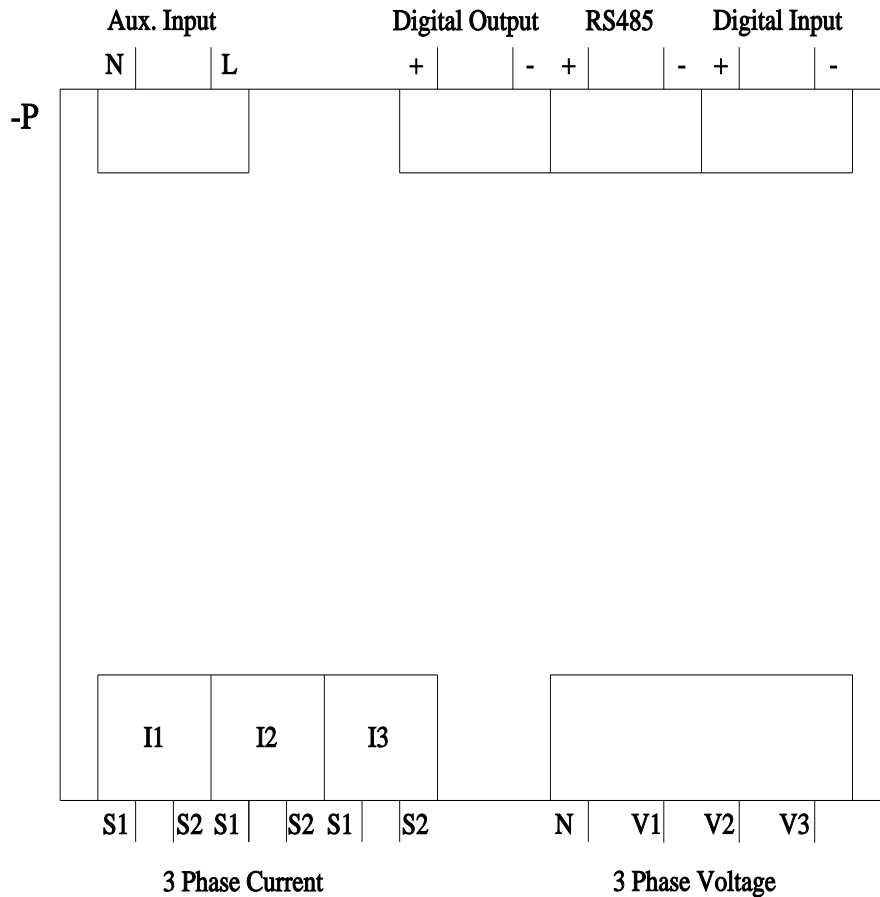 Aux. Input Digital Output RS485 Digital Input
N L + - + - + -
-P
I1 I2 I3
S1 S2 S1 S2 S1 S2 N V1 V2 V3
3 Phase Current 3 Phase Voltage